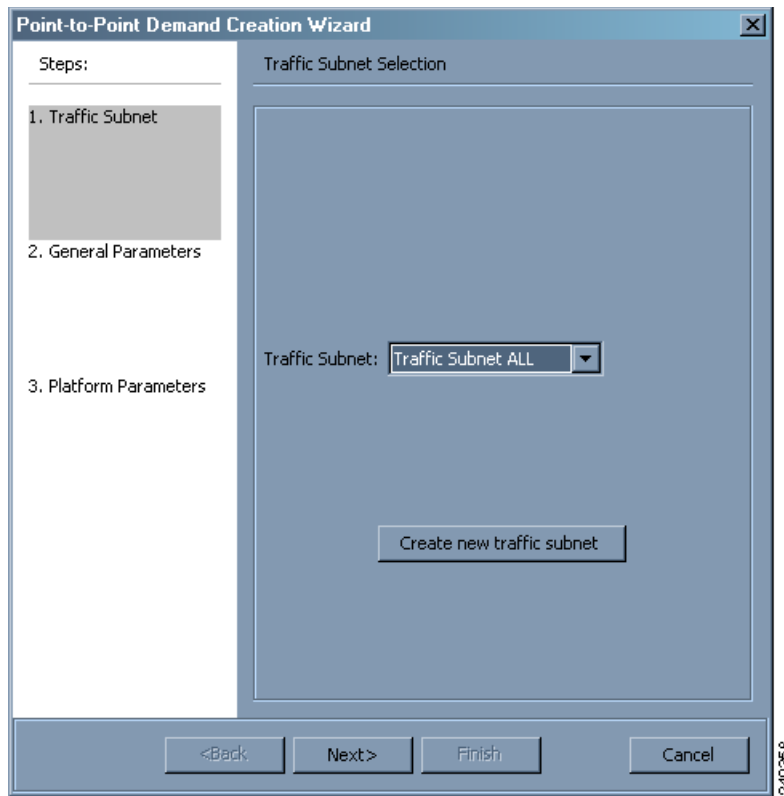 Point-to-Point Demand Creation Wizard
Steps:
Traffic Subnet Selection
1. Traffic Subnet
2. General Parameters
3. Platform Parameters
Traffic Subnet: Traffic Subnet ALL
Create new traffic subnet
<Back
Next>
Finish
Cancel